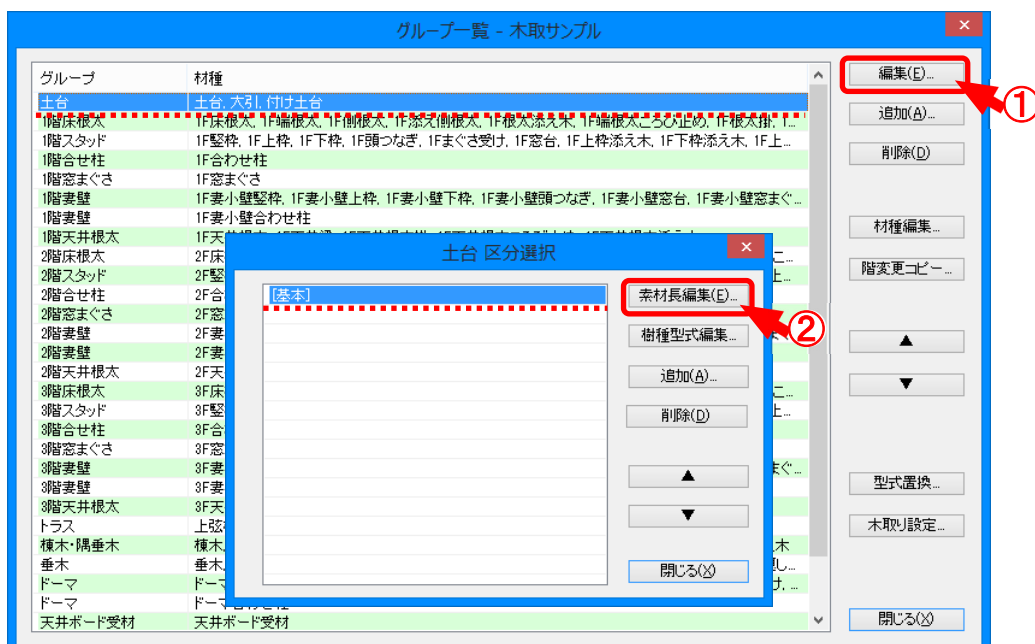 グループ一覧 - 木取サンプル
グループ 材種
土台 土台, 大引, 付け土台
1階床根太 1F床根太, 1F端根太, 1F側根太, 1F添え側根太, 1F根太添え木, 1F端根太ころび止め, 1F根太掛, 1...
1階スタッド 1F竪枠, 1F上枠, 1F下枠, 1F頭つなぎ, 1Fまぐさ受け, 1F窓台, 1F上枠添え木, 1F下枠添え木, 1F上...
1階合せ柱 1F合わせ柱
1階窓まぐさ 1F窓まぐさ
1階妻壁 1F妻小壁竪枠, 1F妻小壁上枠, 1F妻小壁下枠, 1F妻小壁頭つなぎ, 1F妻小壁窓台, 1F妻小壁窓まぐ...
1階妻壁 1F妻小壁合わせ柱
1階天井根太 1F天
2階床根太 2F床 こ...
2階スタッド 2F竪 上...
2階合せ柱 2F合
2階窓まぐさ 2F窓
2階妻壁 2F妻
2階妻壁 2F妻
2階天井根太 2F天
3階床根太 3F床 こ...
3階スタッド 3F竪 上...
3階合せ柱 3F合
3階窓まぐさ 3F窓
3階妻壁 3F妻 まぐ...
3階妻壁 3F妻
3階天井根太 3F天
トラス 上弦
棟木・隅垂木 棟木, 木
垂木 垂木, し...
ドーマ ドーマ け, ...
ドーマ ドーマ合わせ柱
天井ボード受材 天井ボード受材
編集(E)...
①
追加(A)...
削除(D)
材種編集...
階変更コピー...
▲
▼
型式置換...
木取り設定...
閉じる(X)
土台 区分選択
[基本]
素材長編集(E)...
②
樹種型式編集...
追加(A)...
削除(D)
▲
▼
閉じる(X)